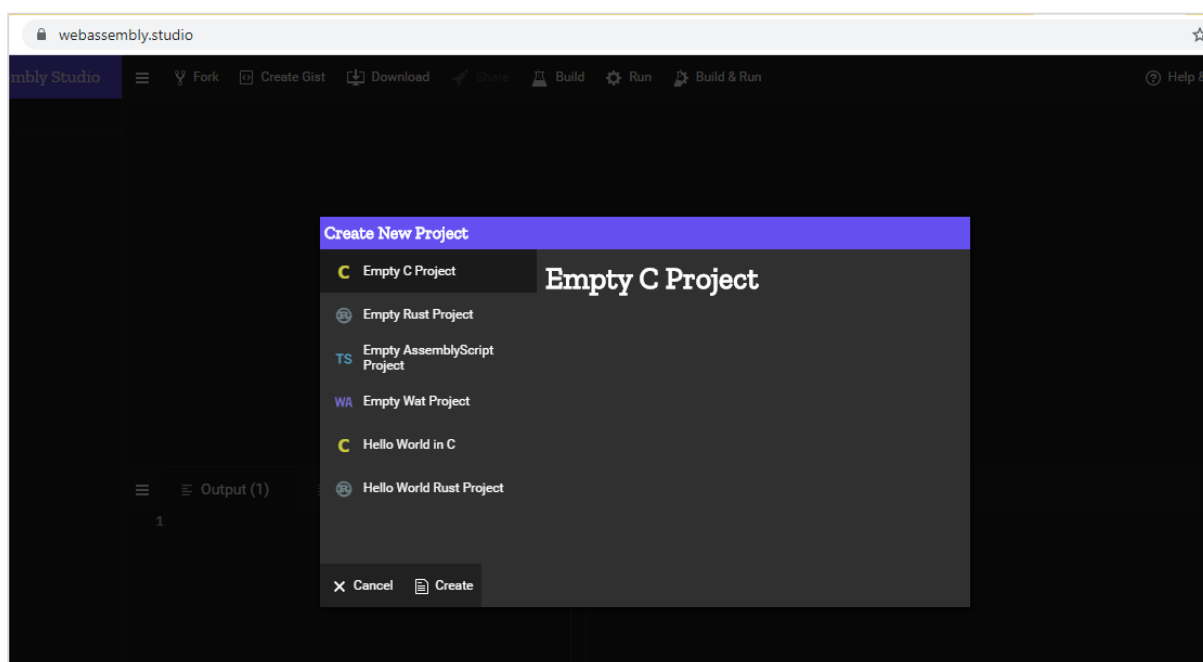 webassembly.studio
mbly Studio
Fork
Create Gist
Download
Share
Build
Run
Build & Run
Help &
Create New Project
C Empty C Project
Empty C Project
Empty Rust Project
TS Empty AssemblyScript
Project
WA Empty Wat Project
C Hello World in C
Hello World Rust Project
Output (1)
1
Cancel
Create